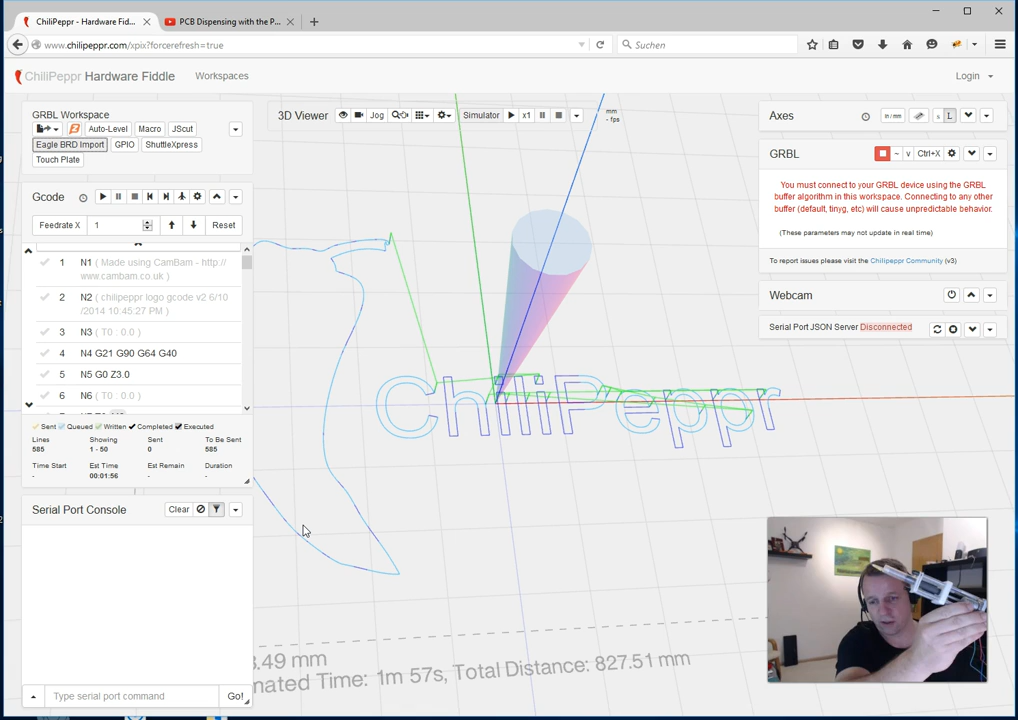 ChiliPeppr - Hardware Fid...
PCB Dispensing with the P...
www.chilipeppr.com/xpix?forcerefresh=true
Suchen
ChiliPeppr Hardware Fiddle
Workspaces
Login
GRBL Workspace
Auto-Level
Macro
JScut
Eagle BRD Import
GPIO
ShuttleXpress
Touch Plate
3D Viewer
Jog
Simulator
x1
mm
- fps
Axes
in / mm
s L
GRBL
~ v Ctrl+X
You must connect to your GRBL device using the GRBL
buffer algorithm in this workspace. Connecting to any other
buffer (default, tinyg, etc) will cause unpredictable behavior.
(These parameters may not update in real time)
To report issues please visit the Chilipeppr Community (v3)
Webcam
Serial Port JSON Server Disconnected
Gcode
Feedrate X 1
Reset
1 N1 ( Made using CamBam - http://
www.cambam.co.uk )
2 N2 ( chilipeppr logo gcode v2 6/10
/2014 10:45:27 PM )
3 N3 ( T0 : 0.0 )
4 N4 G21 G90 G64 G40
5 N5 G0 Z3.0
6 N6 ( T0 : 0.0 )
Sent Queued Written Completed Executed
Lines Showing Sent To Be Sent
585 1 - 50 0 585
Time Start Est Time Est Remain Duration
- 00:01:56 - -
ChiliPeppr
Serial Port Console
Clear
3.49 mm
nated Time: 1m 57s, Total Distance: 827.51 mm
Type serial port command
Go!